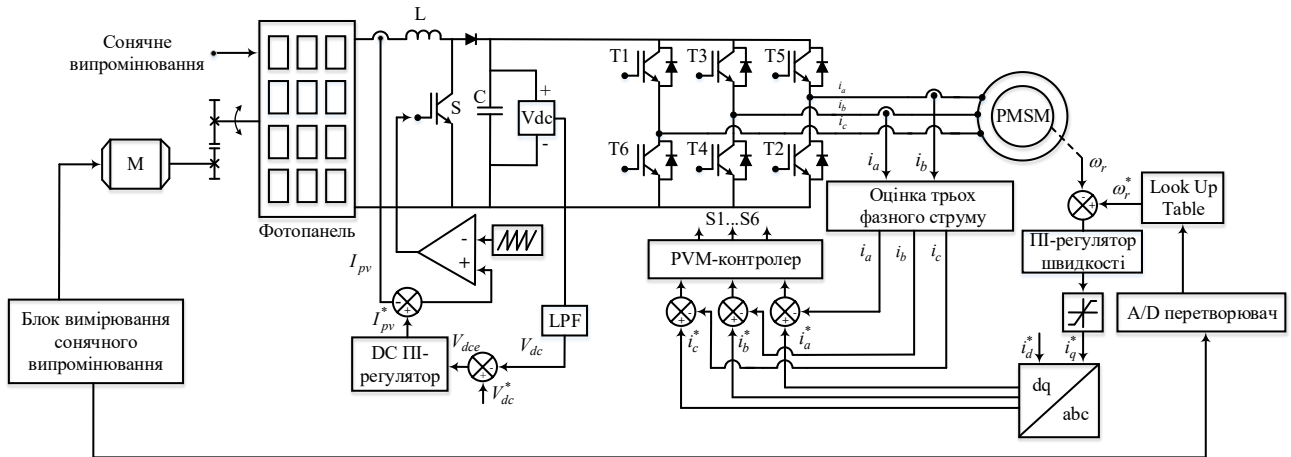 L
Сонячне
випромінювання
T1
T3
T5
i_a
i_b
i_c
PMSM
S
C
+
Vdc
-
M
T6
T4
T2
i_a
i_b
ω_r
ω_r^*
Look Up
Table
-
+
Фотопанель
Оцінка трьох
фазного струму
S1...S6
I_pv
-
+
PVM-контролер
i_a
i_b
i_c
ПІ-регулятор
швидкості
Блок вимірювання
сонячного
випромінювання
I_pv^*
-
+
LPF
+
-
+
-
+
-
A/D перетворювач
DC ПІ-
регулятор
V_dce
V_dc
-
+
V_dc^*
i_c^*
i_b^*
i_a^*
i_d^*
i_q^*
dq
abc